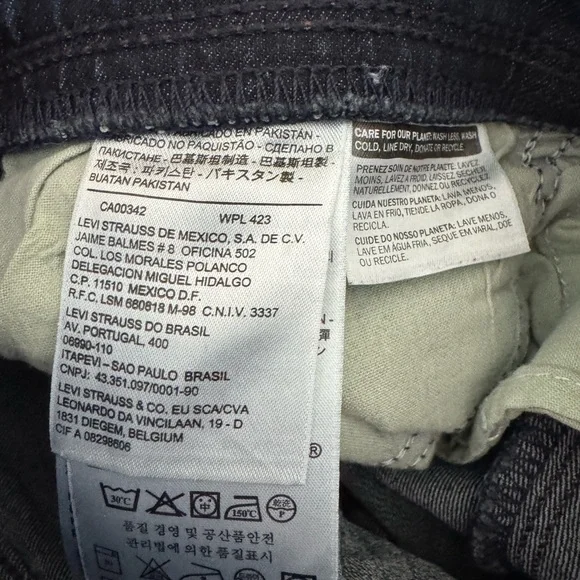 FABRICADO EN PAKISTÁN -
FABRICADO NO PAQUISTÃO - СДЕЛАНО В
ПАКИСТАНЕ - 巴基斯坦制造 - 巴基斯坦製
제조국 : 파키스탄 - パキスタン製 -
BUATAN PAKISTAN
CA00342 WPL 423
LEVI STRAUSS DE MEXICO, S.A. DE C.V.
JAIME BALMES # 8 OFICINA 502
COL. LOS MORALES POLANCO
DELEGACION MIGUEL HIDALGO
C.P. 11510 MEXICO D.F.
R.F.C. LSM 680818 M-98 C.N.I.V. 3337
LEVI STRAUSS DO BRASIL
AV. PORTUGAL, 400
06990-110
ITAPEVI - SAO PAULO BRASIL
CNPJ: 43.351.097/0001-90
LEVI STRAUSS & CO. EU SCA/CVA
LEONARDO DA VINCILAAN, 19 - D
1831 DIEGEM, BELGIUM
CIF A 08298606
®
30°C 150°C P
품질 경영 및 공산품안전
관리법에 의한 품질표시
CARE FOR OUR PLANET: WASH LESS, WASH
COLD, LINE DRY, DONATE OR RECYCLE.
PRENEZ SOIN DE NOTRE PLANETE, LAVEZ
MOINS, LAVEZ A FROID, LAISSEZ SECHER
NATURELLEMENT, DONNEZ OU RECYCLEZ.
CUIDA NUESTRO PLANETA: LAVA MENOS,
LAVA EN FRIO, TIENDE LA ROPA, DONA O
RECICLA.
CUIDE DO NOSSO PLANETA: LAVE MENOS,
LAVE EM ÁGUA FRIA, SEQUE EM VARAL, DOE
OU RECICLE.